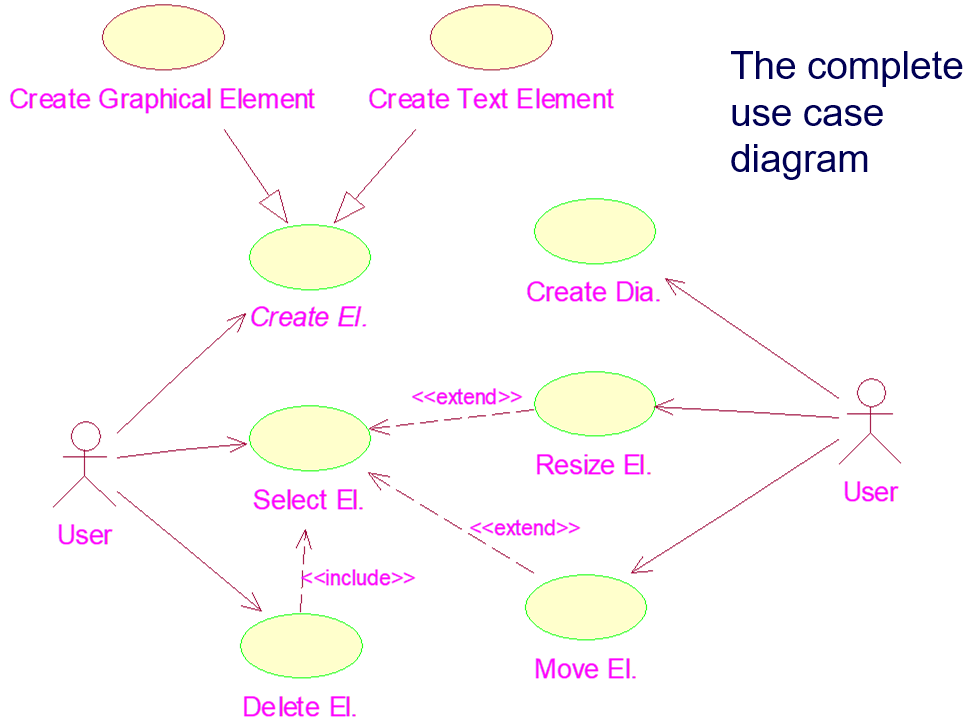 The complete
use case
diagram
Create Graphical Element
Create Text Element
Create El.
Create Dia.
<<extend>>
Select El.
Resize El.
User
User
<<extend>>
<<include>>
Move El.
Delete El.